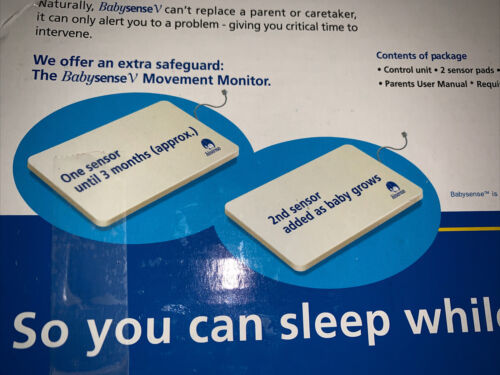 Naturally, Babysense V can't replace a parent or caretaker,
it can only alert you to a problem - giving you critical time to
intervene.
We offer an extra safeguard:
The Babysense V Movement Monitor.
Contents of package
• Control unit • 2 sensor pads •
• Parents User Manual • Requi
One sensor
until 3 months (approx.)
2nd sensor
added as baby grows
Babysense™ is
So you can sleep while